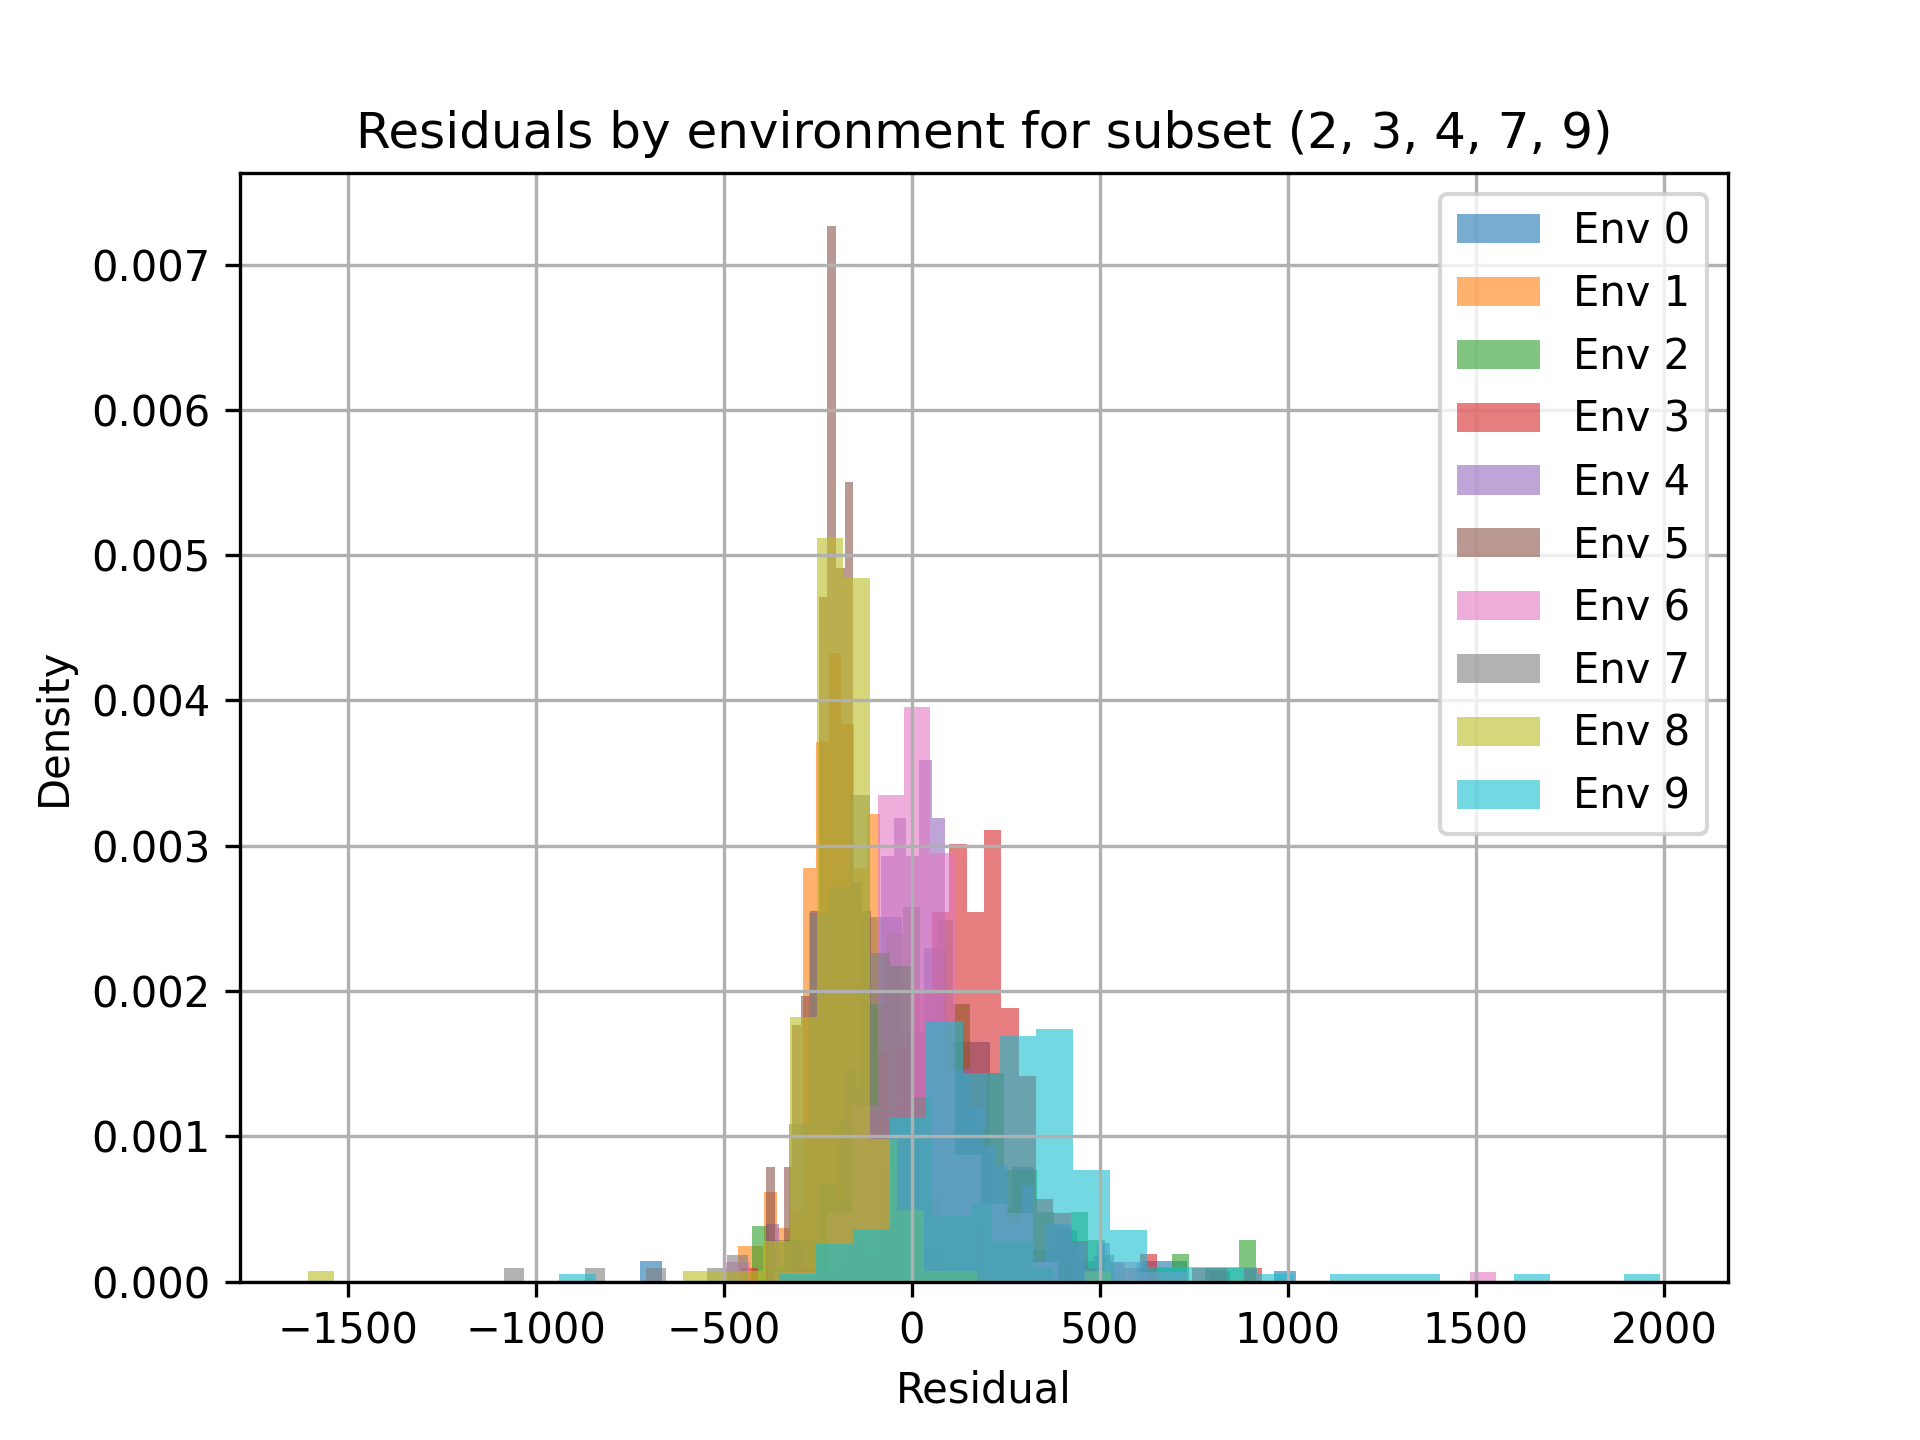 Residuals by environment for subset (2, 3, 4, 7, 9)
Density
0.007
0.006
0.005
0.004
0.003
0.002
0.001
0.000
−1500 −1000 −500 0 500 1000 1500 2000
Residual
Env 0
Env 1
Env 2
Env 3
Env 4
Env 5
Env 6
Env 7
Env 8
Env 9